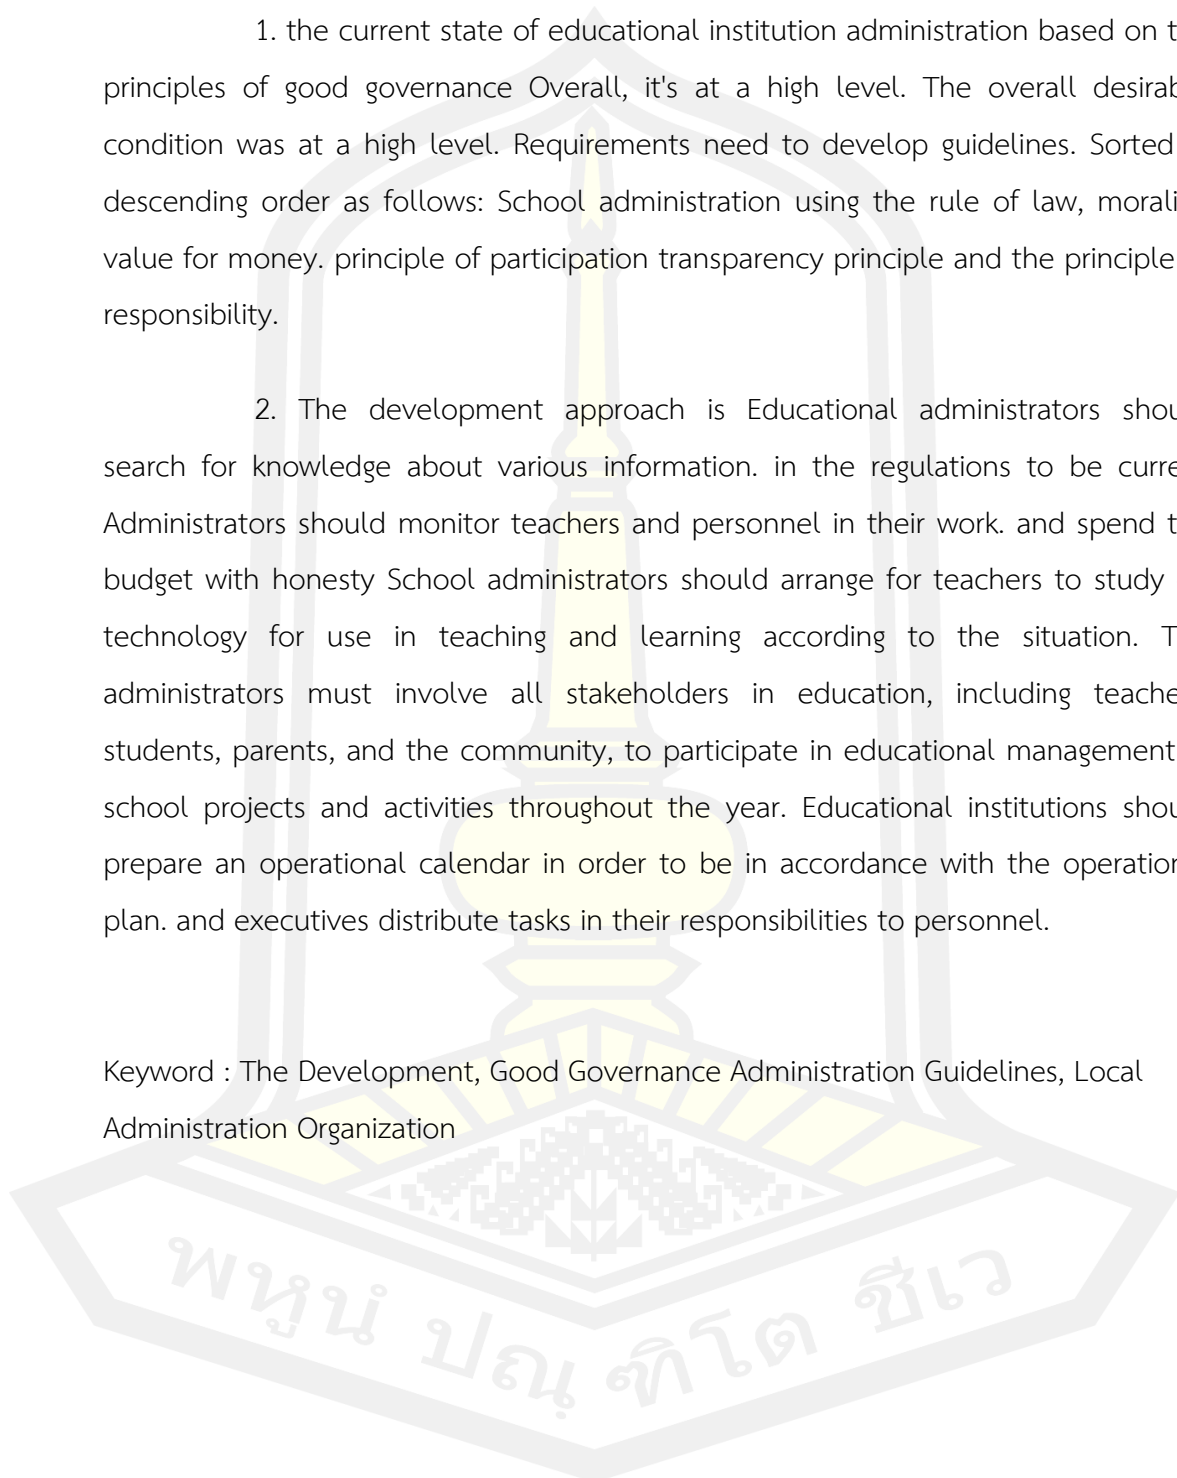 1. the current state of educational institution administration based on t
principles of good governance Overall, it's at a high level. The overall desirab
condition was at a high level. Requirements need to develop guidelines. Sorted
descending order as follows: School administration using the rule of law, morali
value for money. principle of participation transparency principle and the principle
responsibility.
2. The development approach is Educational administrators shou
search for knowledge about various information. in the regulations to be curre
Administrators should monitor teachers and personnel in their work. and spend t
budget with honesty School administrators should arrange for teachers to study
technology for use in teaching and learning according to the situation. T
administrators must involve all stakeholders in education, including teache
students, parents, and the community, to participate in educational management
school projects and activities throughout the year. Educational institutions shou
prepare an operational calendar in order to be in accordance with the operation
plan. and executives distribute tasks in their responsibilities to personnel.
Keyword : The Development, Good Governance Administration Guidelines, Local
Administration Organization
พหูนํ ปณฺฑิโต ชีเว